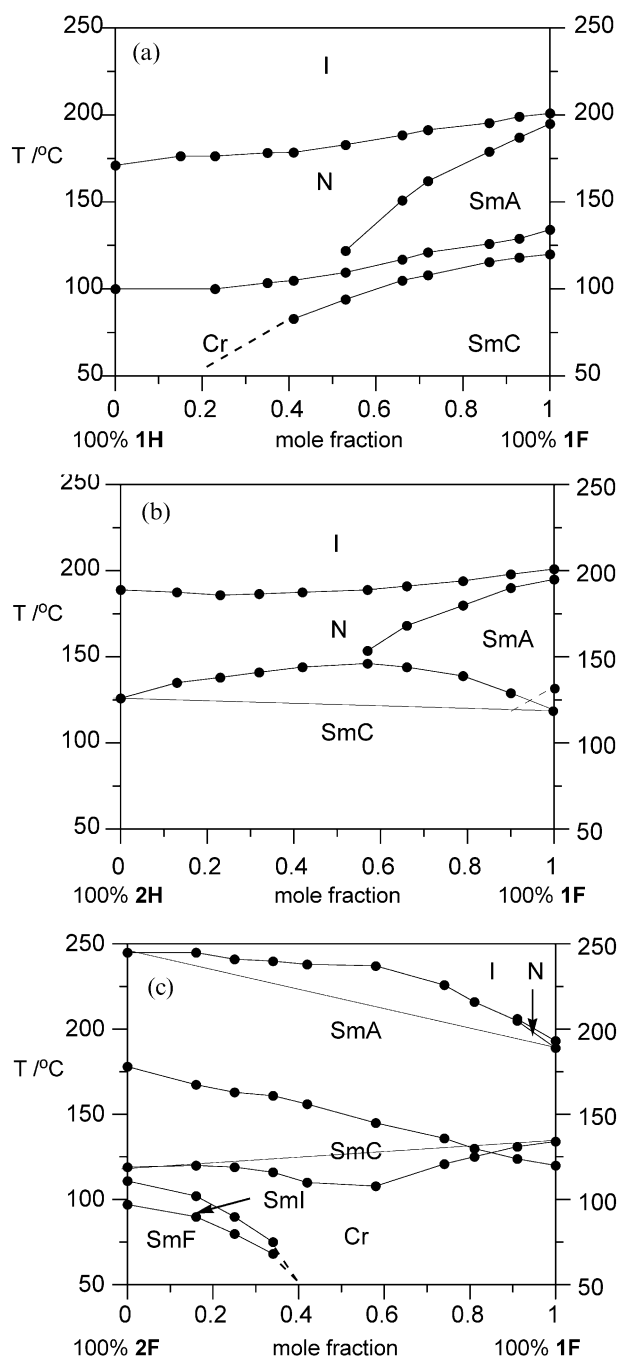 250 (a) 250
I
200 200
T /°C
N
150 SmA 150
100 100
Cr
SmC
50 50
0 0.2 0.4 0.6 0.8 1
100% 1H mole fraction 100% 1F
250 (b) 250
I
200 200
T /°C
N SmA
150 150
SmC
100 100
50 50
0 0.2 0.4 0.6 0.8 1
100% 2H mole fraction 100% 1F
250 250
(c) I N
SmA
200 200
T /°C
150 150
SmC
SmI
100 100
SmF Cr
50 50
0 0.2 0.4 0.6 0.8 1
100% 2F mole fraction 100% 1F